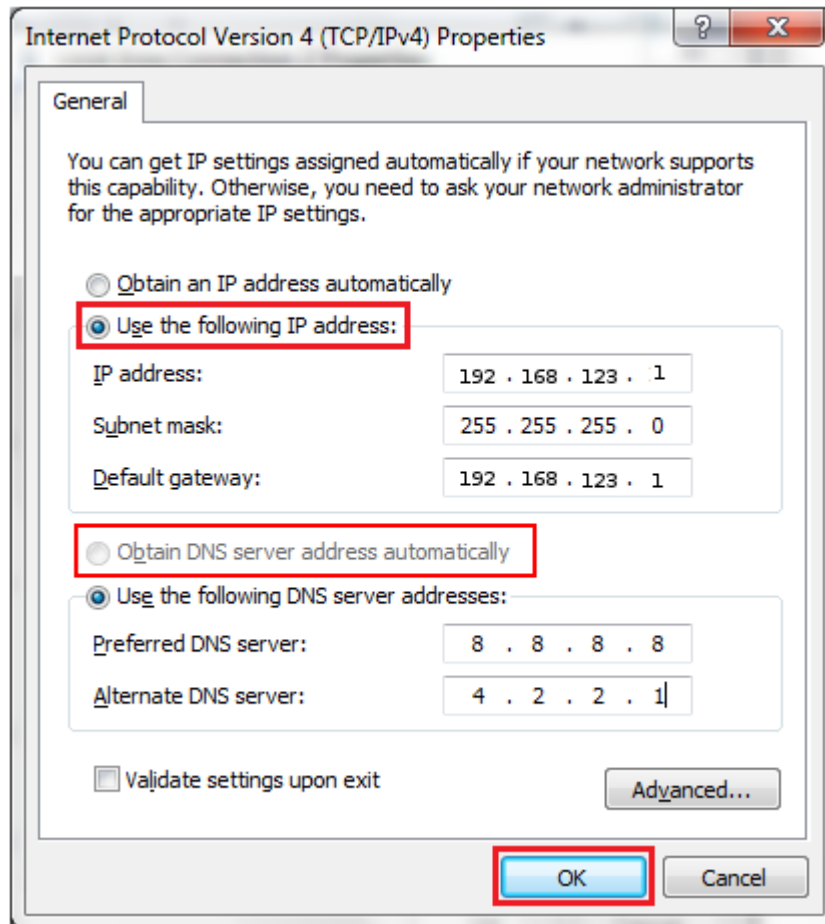 Internet Protocol Version 4 (TCP/IPv4) Properties
General
You can get IP settings assigned automatically if your network supports
this capability. Otherwise, you need to ask your network administrator
for the appropriate IP settings.
Obtain an IP address automatically
Use the following IP address:
IP address: 192 . 168 . 123 . 1
Subnet mask: 255 . 255 . 255 . 0
Default gateway: 192 . 168 . 123 . 1
Obtain DNS server address automatically
Use the following DNS server addresses:
Preferred DNS server: 8 . 8 . 8 . 8
Alternate DNS server: 4 . 2 . 2 . 1
Validate settings upon exit
Advanced...
OK Cancel